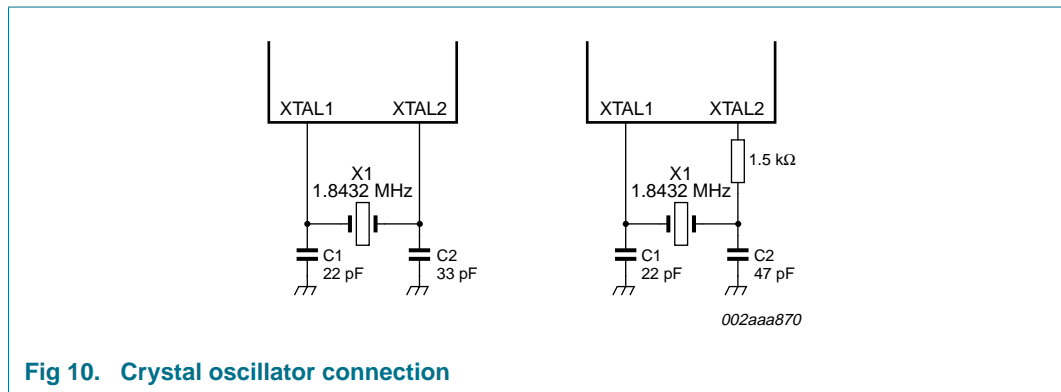 XTAL1 XTAL2
X1
1.8432 MHz
C1
22 pF
C2
33 pF
XTAL1 XTAL2
1.5 kΩ
X1
1.8432 MHz
C1
22 pF
C2
47 pF
002aaa870
Fig 10. Crystal oscillator connection